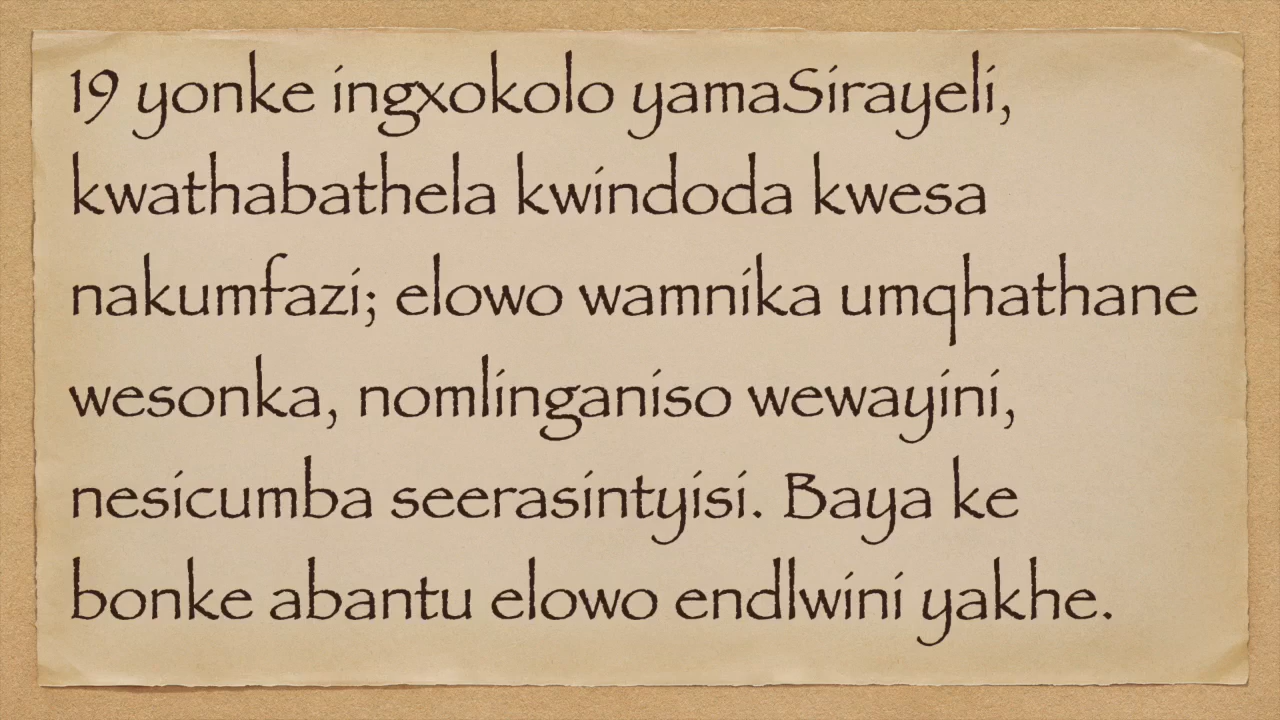 19 yonke ingxokolo yamaSirayeli,
kwathabathela kwindoda kwesa
nakumfazi; elowo wamnika umqhathane
wesonka, nomlinganiso wewayini,
nesicumba seerasintyisi. Baya ke
bonke abantu elowo endlwini yakhe.